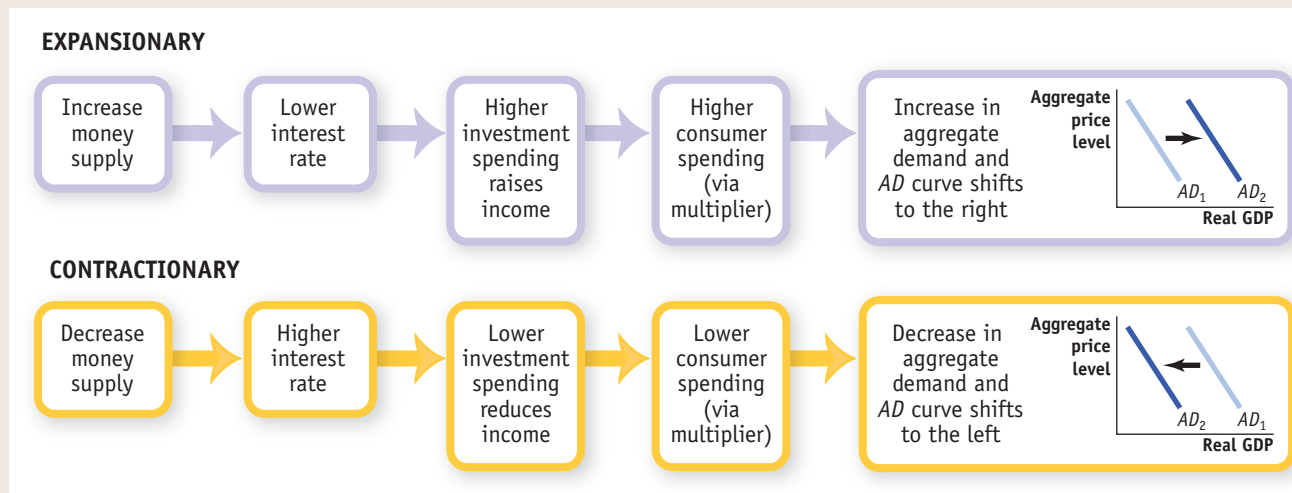 EXPANSIONARY
Increase
money
supply
Lower
interest
rate
Higher
investment
spending
raises
income
Higher
consumer
spending
(via
multiplier)
Increase in
aggregate
demand and
AD curve shifts
to the right
Aggregate
price
level
AD1
AD2
Real GDP
CONTRACTIONARY
Decrease
money
supply
Higher
interest
rate
Lower
investment
spending
reduces
income
Lower
consumer
spending
(via
multiplier)
Decrease in
aggregate
demand and
AD curve shifts
to the left
Aggregate
price
level
AD2
AD1
Real GDP